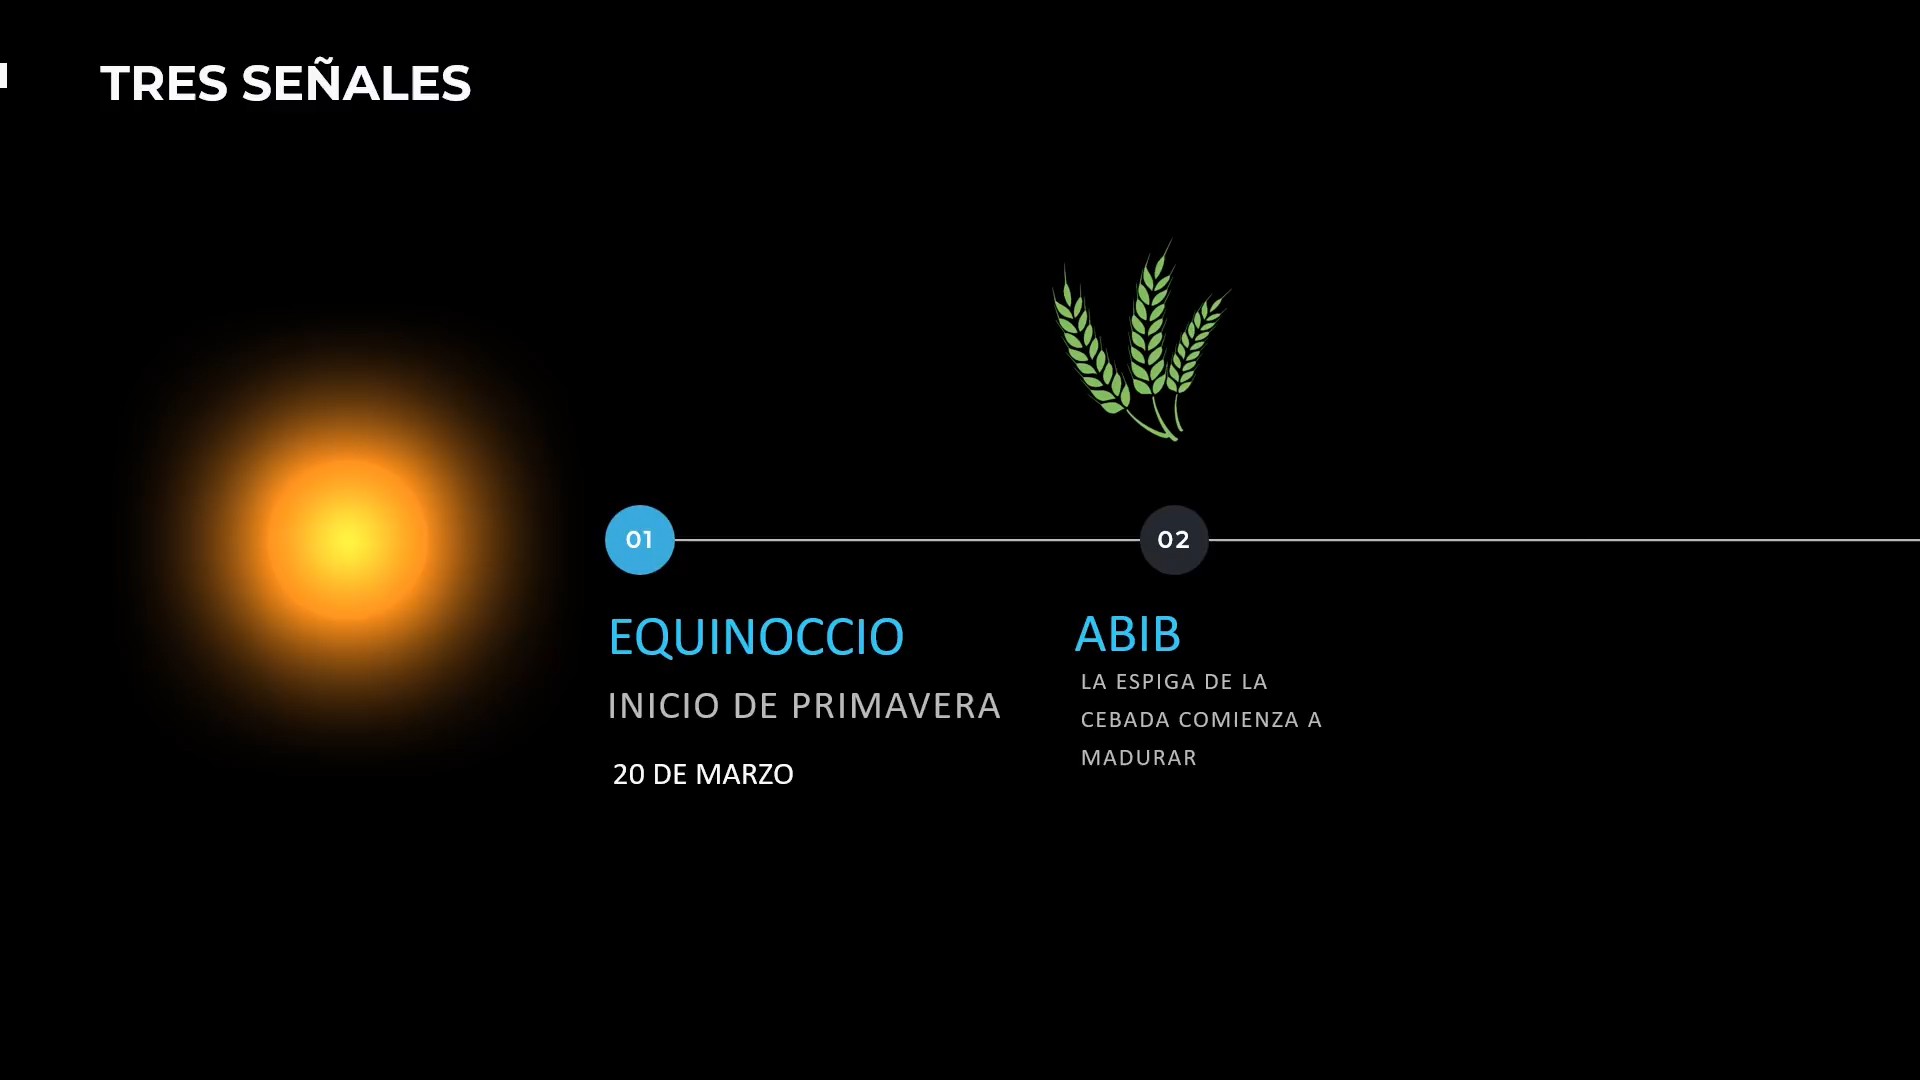 TRES SEÑALES
01
02
EQUINOCCIO
INICIO DE PRIMAVERA
20 DE MARZO
ABIB
LA ESPIGA DE LA
CEBADA COMIENZA A
MADURAR